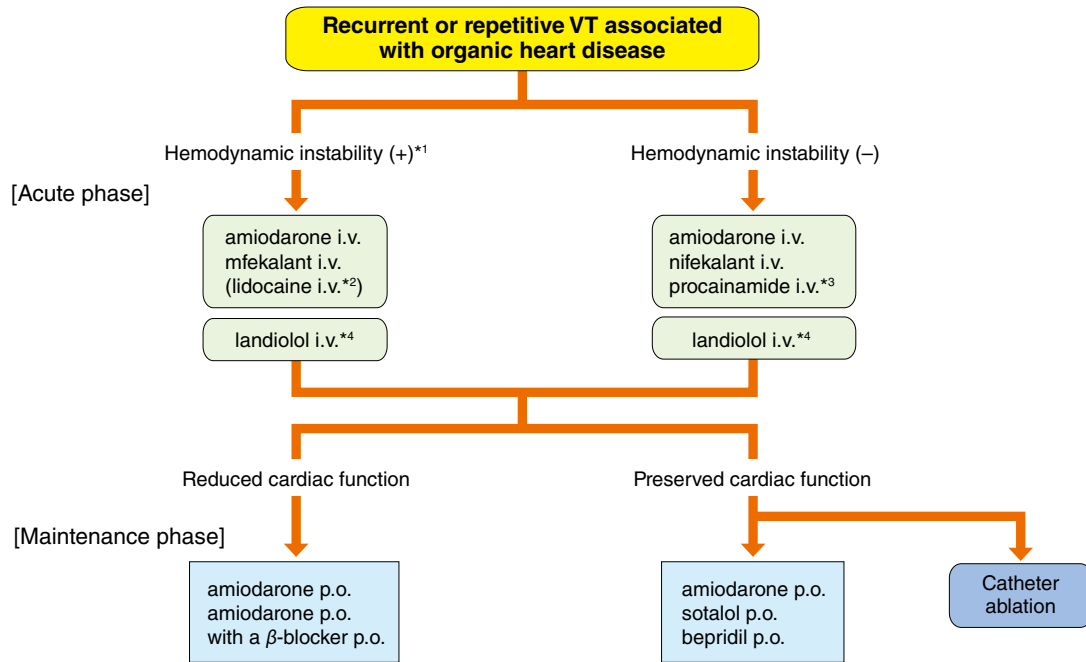 Recurrent or repetitive VT associated
with organic heart disease
Hemodynamic instability (+)*1
Hemodynamic instability (–)
[Acute phase]
amiodarone i.v.
mfekalant i.v.
(lidocaine i.v.*2)
amiodarone i.v.
nifekalant i.v.
procainamide i.v.*3
landiolol i.v.*4
landiolol i.v.*4
Reduced cardiac function
Preserved cardiac function
[Maintenance phase]
amiodarone p.o.
amiodarone p.o.
with a β-blocker p.o.
amiodarone p.o.
sotalol p.o.
bepridil p.o.
Catheter
ablation